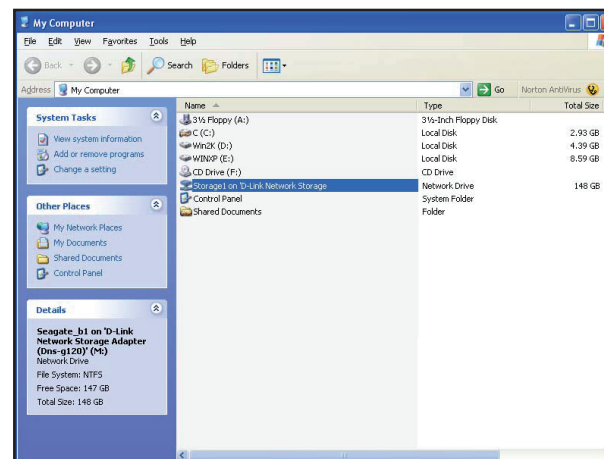 My Computer
File Edit View Favorites Tools Help
Back Search Folders
Address My Computer Go Norton AntiVirus
System Tasks
View system information
Add or remove programs
Change a setting
Other Places
My Network Places
My Documents
Shared Documents
Control Panel
Details
Seagate_b1 on 'D-Link
Network Storage Adapter
(Dns-g120)' (M:)
Network Drive
File System: NTFS
Free Space: 147 GB
Total Size: 148 GB
Name Type Total Size
3½ Floppy (A:) 3½-Inch Floppy Disk
C (C:) Local Disk 2.93 GB
Win2K (D:) Local Disk 4.39 GB
WINXP (E:) Local Disk 8.59 GB
CD Drive (F:) CD Drive
Storage1 on 'D-Link Network Storage Network Drive 148 GB
Control Panel System Folder
Shared Documents Folder